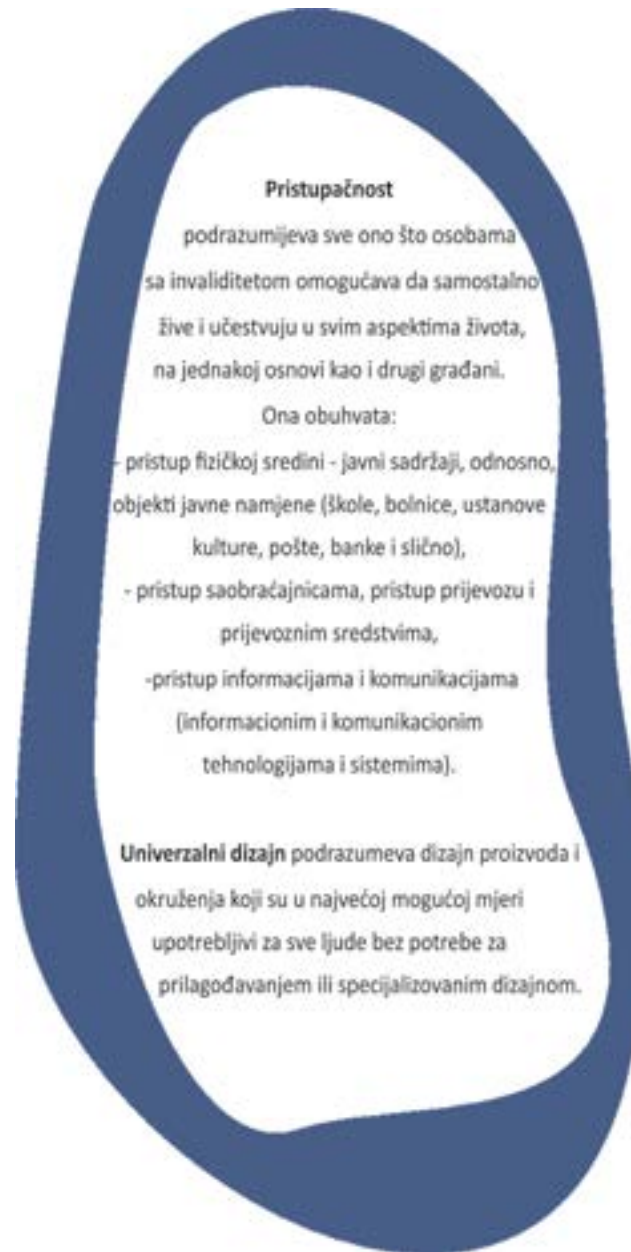 Pristupačnost
podrazumijeva sve ono što osobama
sa invaliditetom omogućava da samostalno
žive i učestvuju u svim aspektima života,
na jednakoj osnovi kao i drugi građani.
Ona obuhvata:
- pristup fizičkoj sredini - javni sadržaji, odnosno,
objekti javne namjene (škole, bolnice, ustanove
kulture, pošte, banke i slično),
- pristup saobraćajnicama, pristup prijevozu i
prijevoznim sredstvima,
-pristup informacijama i komunikacijama
(informacionim i komunikacionim
tehnologijama i sistemima).
Univerzalni dizajn podrazumeva dizajn proizvoda i
okruženja koji su u najvećoj mogućoj mjeri
upotrebljivi za sve ljude bez potrebe za
prilagođavanjem ili specijalizovanim dizajnom.